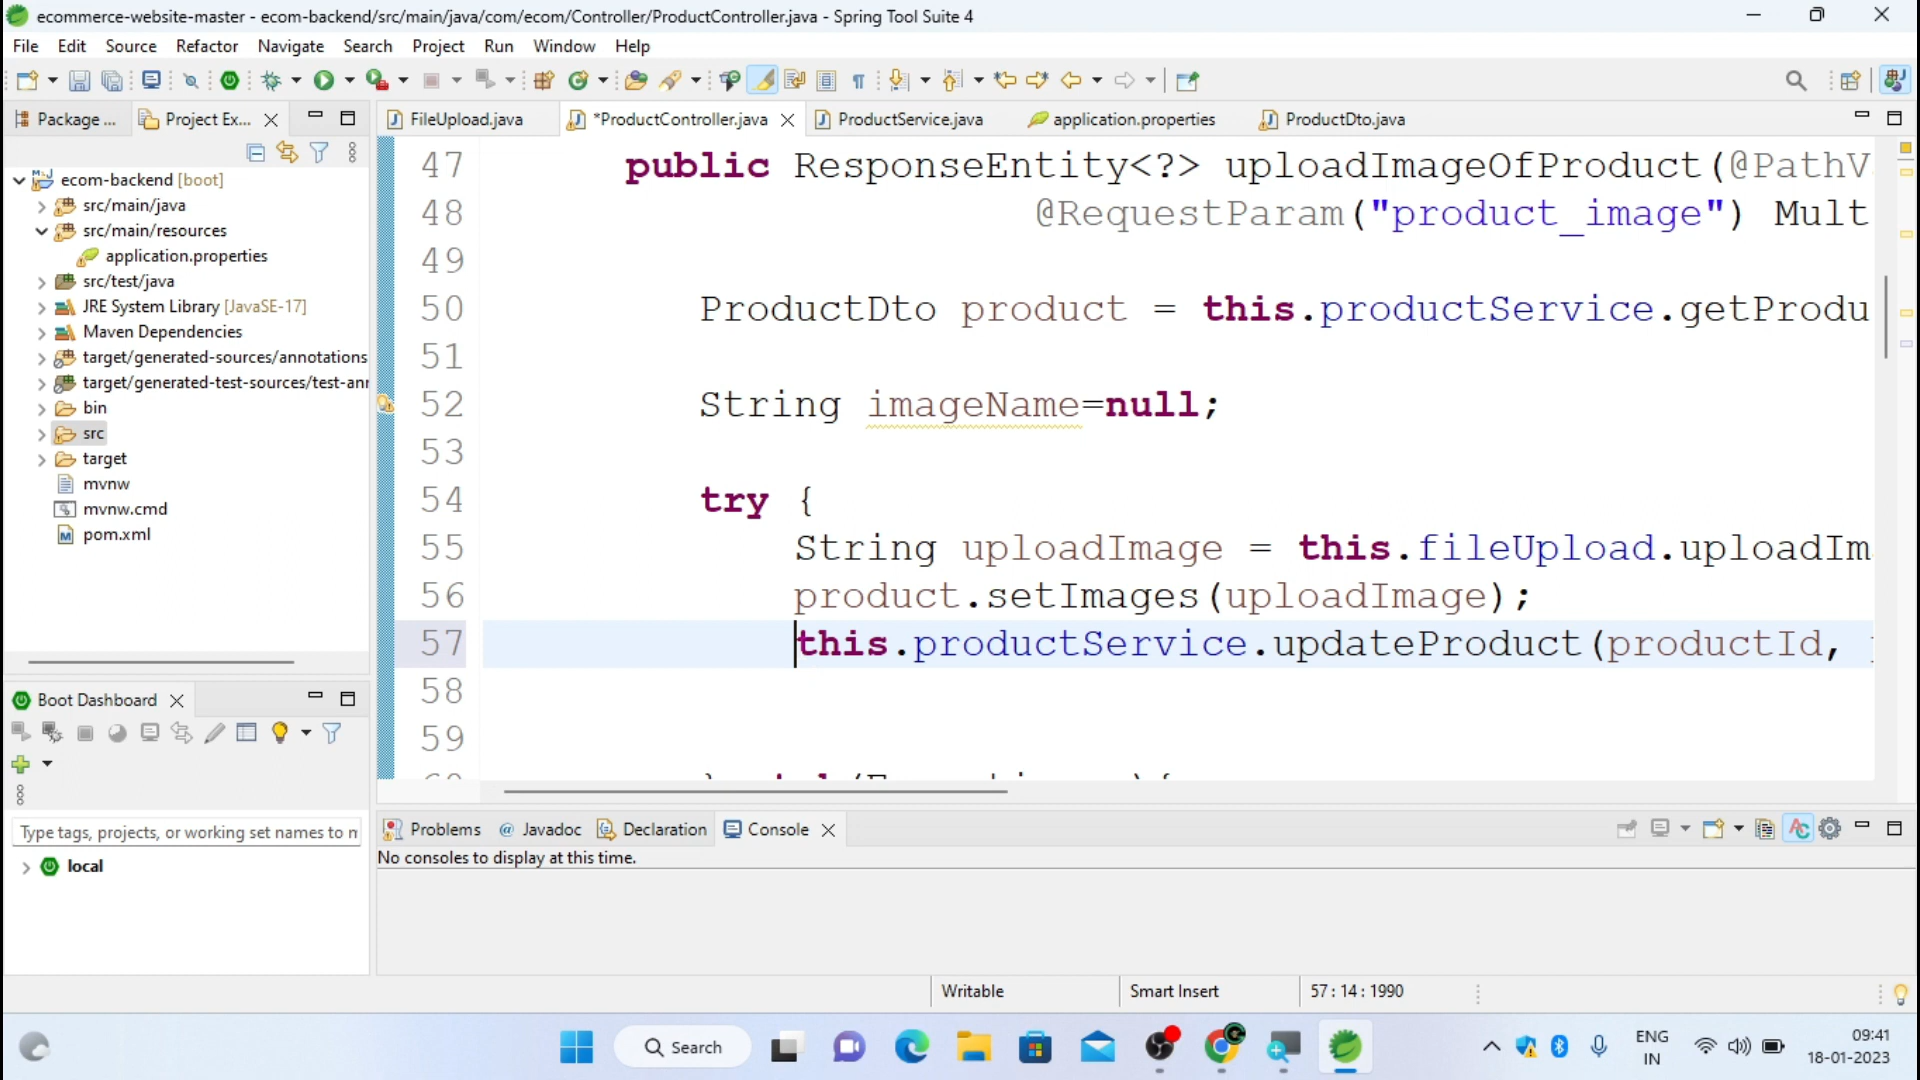 ecommerce-website-master - ecom-backend/src/main/java/com/ecom/Controller/ProductController.java - Spring Tool Suite 4
File Edit Source Refactor Navigate Search Project Run Window Help
Package ... Project Ex...
FileUpload.java *ProductController.java ProductService.java application.properties ProductDto.java
ecom-backend [boot]
src/main/java
src/main/resources
application.properties
src/test/java
JRE System Library [JavaSE-17]
Maven Dependencies
target/generated-sources/annotations
target/generated-test-sources/test-anr
bin
src
target
mvnw
mvnw.cmd
pom.xml
47 public ResponseEntity<?> uploadImageOfProduct(@PathV
48 @RequestParam("product_image") Mult
49
50 ProductDto product = this.productService.getProdu
51
52 String imageName=null;
53
54 try {
55 String uploadImage = this.fileUpload.uploadIm
56 product.setImages(uploadImage);
57 this.productService.updateProduct(productId,
58
59
Boot Dashboard
Type tags, projects, or working set names to m
local
Problems @ Javadoc Declaration Console
No consoles to display at this time.
Writable Smart Insert 57 : 14 : 1990
Search
ENG
IN
09:41
18-01-2023